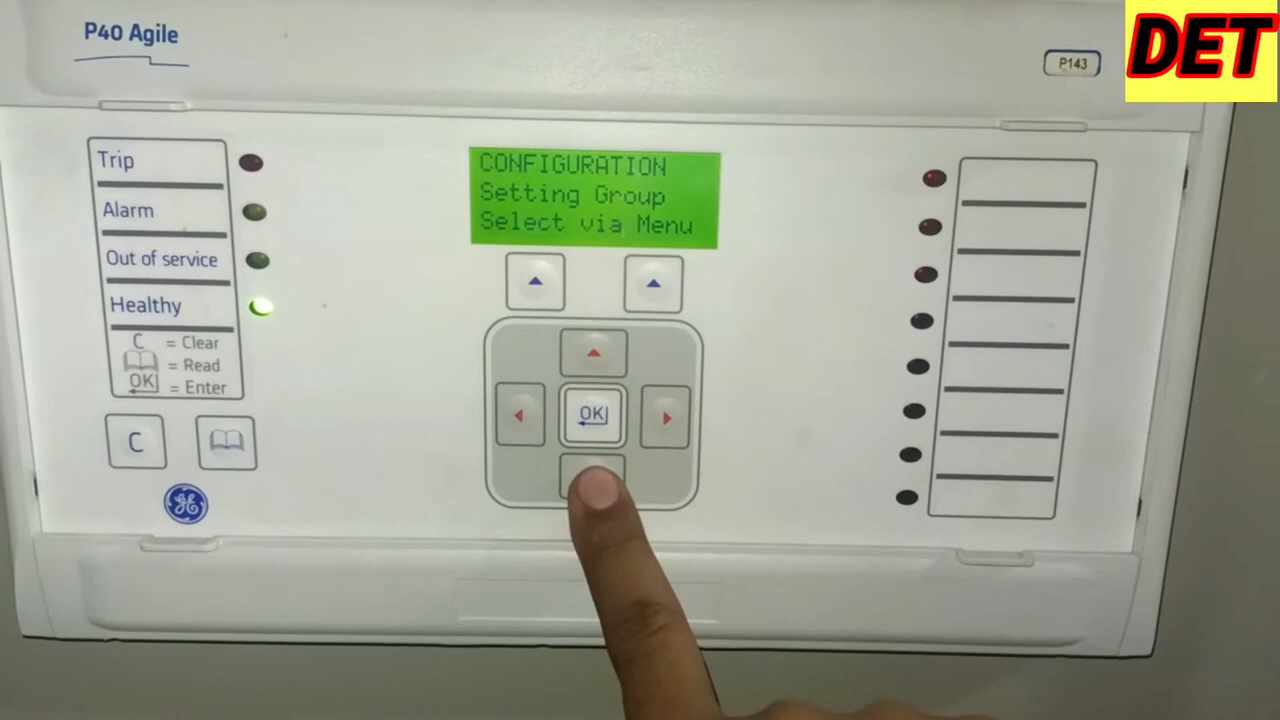 P40 Agile
P143
DET
Trip
Alarm
Out of service
Healthy
C = Clear
= Read
OK = Enter
CONFIGURATION
Setting Group
Select via Menu
OK
C
GE